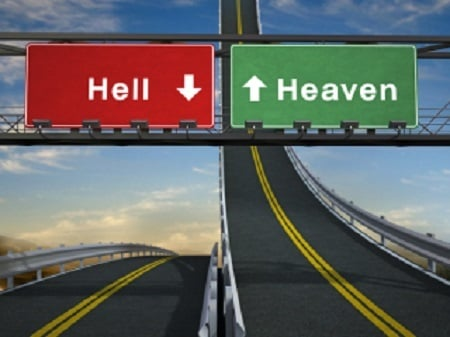 Hell ↓
↑ Heaven